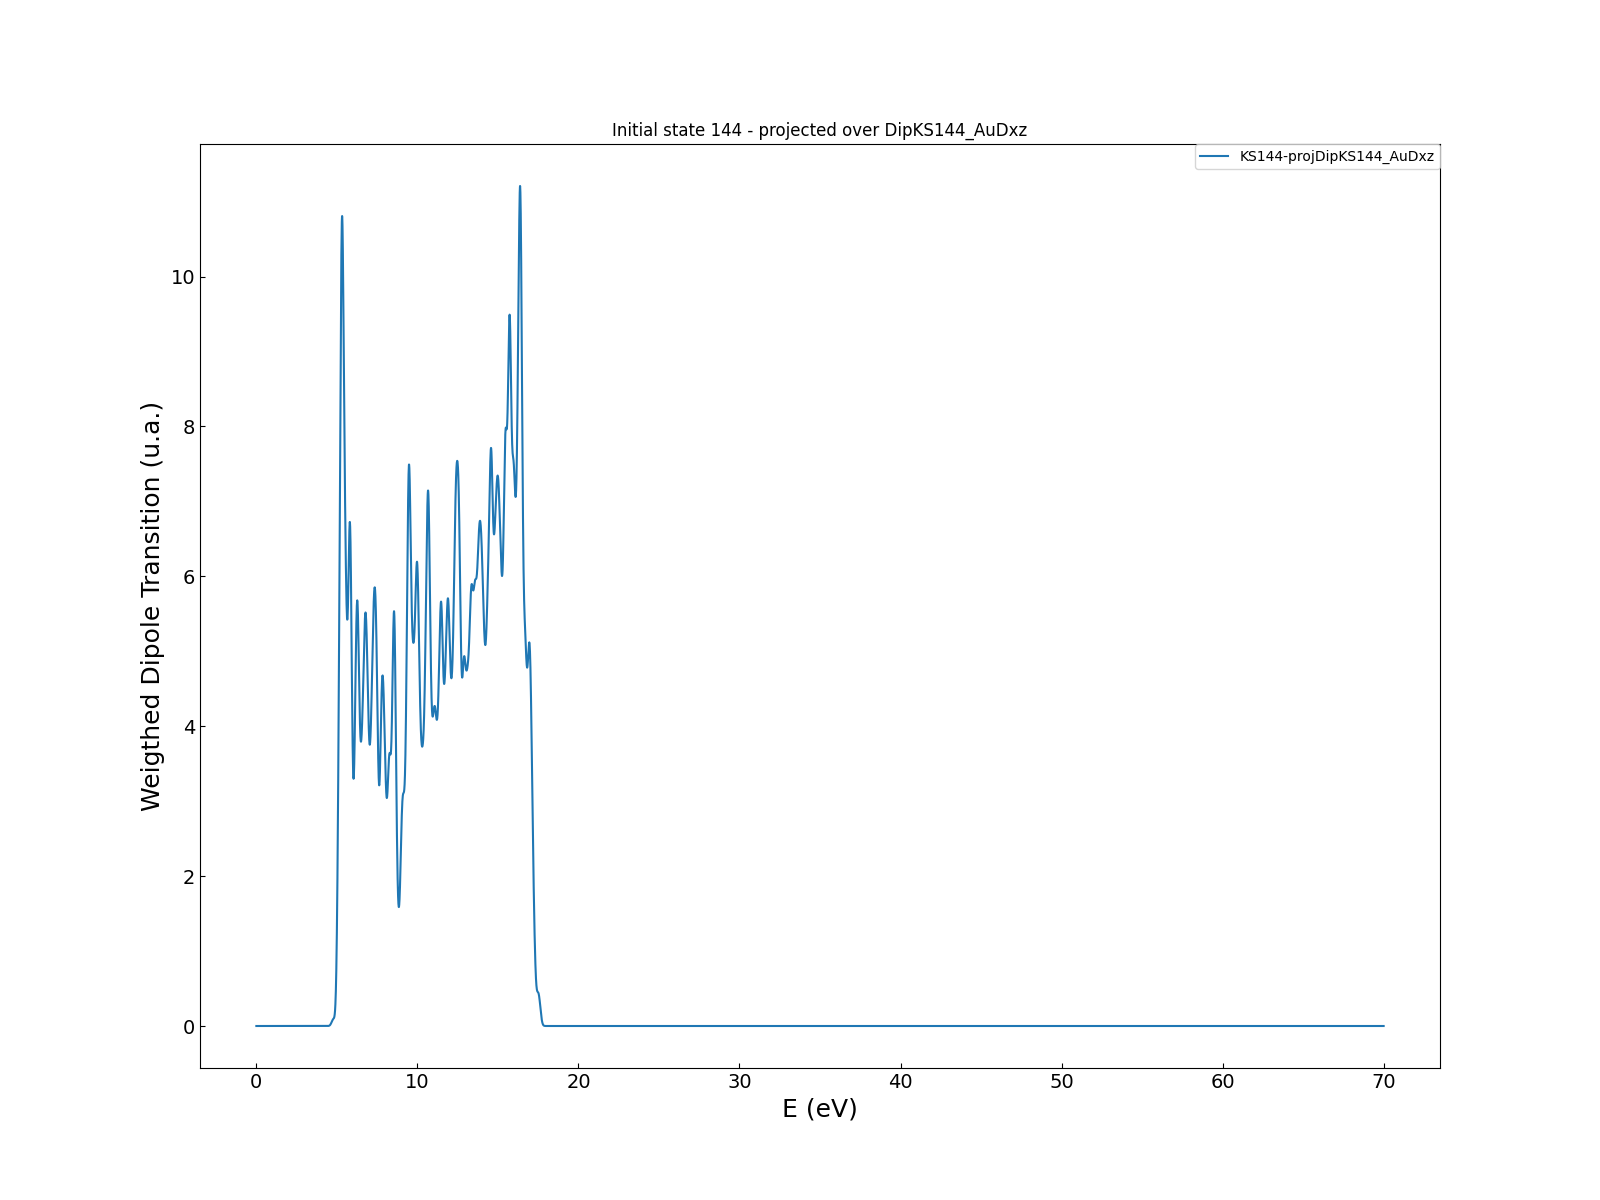 Initial state 144 - projected over DipKS144_AuDxz
KS144-projDipKS144_AuDxz
Weigthed Dipole Transition (u.a.)
10
8
6
4
2
0
0 10 20 30 40 50 60 70
E (eV)